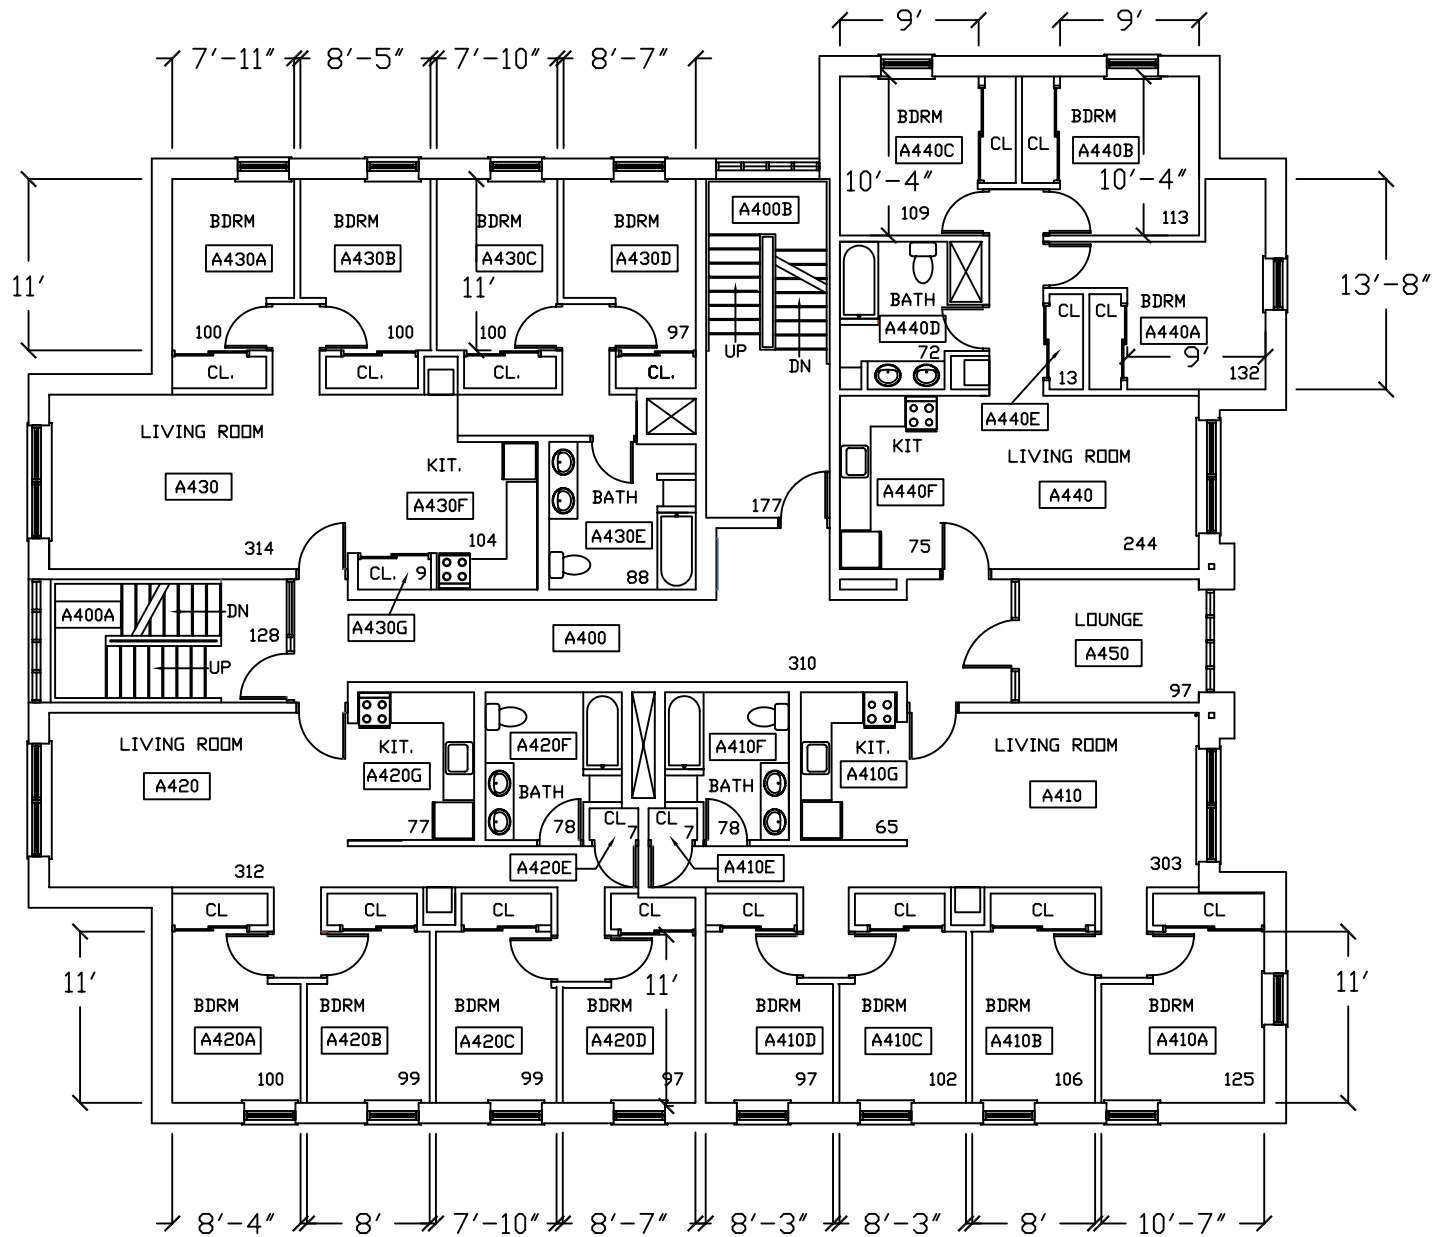 9' 9'
7'-11" 8'-5" 7'-10" 8'-7"
BDRM BDRM
A440C CL CL A440B
10'-4" 10'-4"
109 113
A400B
BDRM BDRM BDRM BDRM
A430A A430B A430C A430D
11' 11' 13'-8"
100 100 100 97
CL. CL. CL. CL.
UP DN
BATH
A440D
72
CL CL BDRM
A440A
9'
13 132
A440E
LIVING ROOM
A430
314
KIT.
A430F
104
CL. 9
A430G
BATH
A430E
88
177
KIT
A440F
75
LIVING ROOM
A440
244
A400A DN
128
UP
A400
310
LOUNGE
A450
97
LIVING ROOM
A420
312
KIT.
A420G
77
A420F
BATH
78
CL 7
A420E
A410F
BATH
78
CL 7
A410E
KIT.
A410G
65
LIVING ROOM
A410
303
CL CL CL CL CL CL CL CL
11' 11' 11'
BDRM BDRM BDRM BDRM BDRM BDRM BDRM BDRM
A420A A420B A420C A420D A410D A410C A410B A410A
100 99 99 97 97 102 106 125
8'-4" 8' 7'-10" 8'-7" 8'-3" 8'-3" 8' 10'-7"